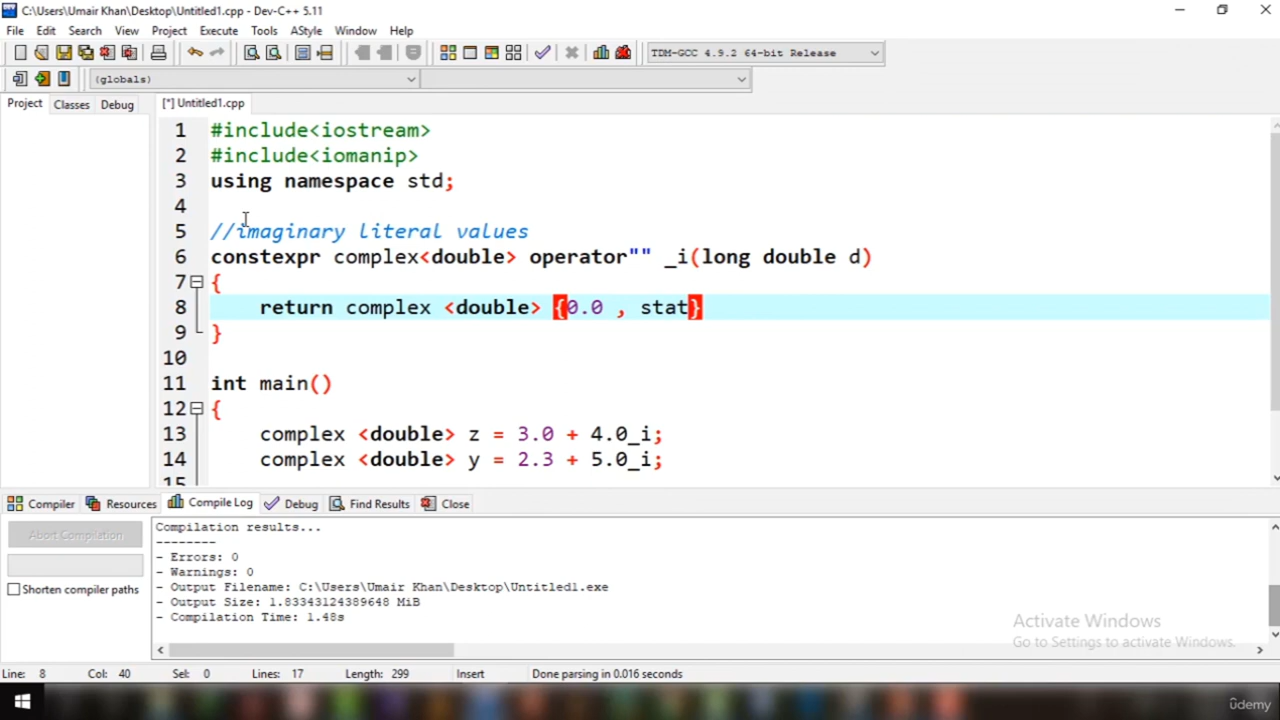 C:\Users\Umair Khan\Desktop\Untitled1.cpp - Dev-C++ 5.11
File Edit Search View Project Execute Tools AStyle Window Help
TDM-GCC 4.9.2 64-bit Release
(globals)
Project Classes Debug [*] Untitled1.cpp
1 #include<iostream>
2 #include<iomanip>
3 using namespace std;
4
5 //imaginary literal values
6 constexpr complex<double> operator"" _i(long double d)
7 {
8 return complex <double> {0.0 , stat}
9 }
10
11 int main()
12 {
13 complex <double> z = 3.0 + 4.0_i;
14 complex <double> y = 2.3 + 5.0_i;
15
Compiler Resources Compile Log Debug Find Results Close
Abort Compilation
Shorten compiler paths
Compilation results...
--------
- Errors: 0
- Warnings: 0
- Output Filename: C:\Users\Umair Khan\Desktop\Untitled1.exe
- Output Size: 1.83343124389648 MiB
- Compilation Time: 1.48s
Activate Windows
Go to Settings to activate Windows.
Line: 8 Col: 40 Sel: 0 Lines: 17 Length: 299 Insert Done parsing in 0.016 seconds
udemy